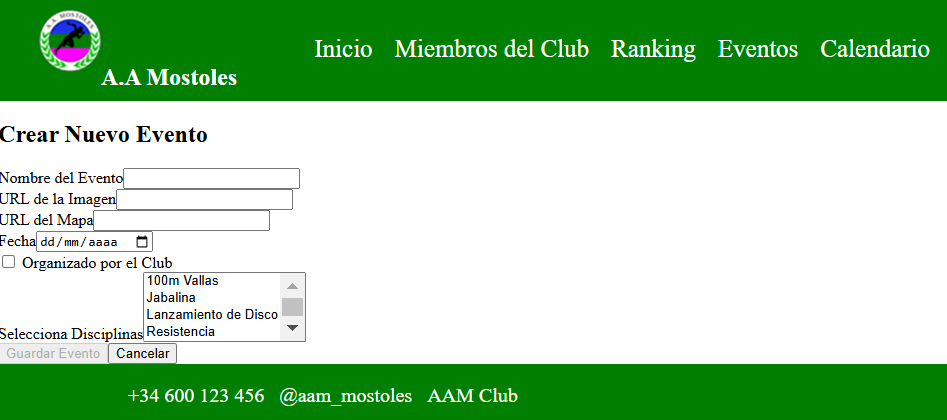 A. A. MOSTOLES
A.A Mostoles
Inicio Miembros del Club Ranking Eventos Calendario
Crear Nuevo Evento
Nombre del Evento
URL de la Imagen
URL del Mapa
Fecha dd/mm/aaaa
Organizado por el Club
100m Vallas
Jabalina
Lanzamiento de Disco
Resistencia
Selecciona Disciplinas
Guardar Evento Cancelar
+34 600 123 456 @aam_mostoles AAM Club